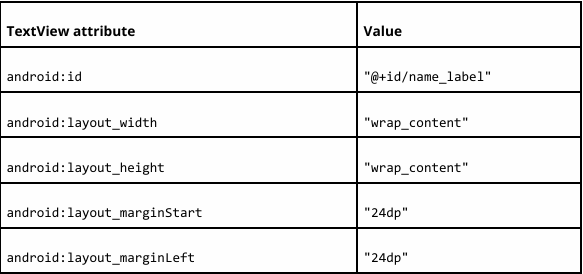 TextView attribute Value
android:id "@+id/name_label"
android:layout_width "wrap_content"
android:layout_height "wrap_content"
android:layout_marginStart "24dp"
android:layout_marginLeft "24dp"